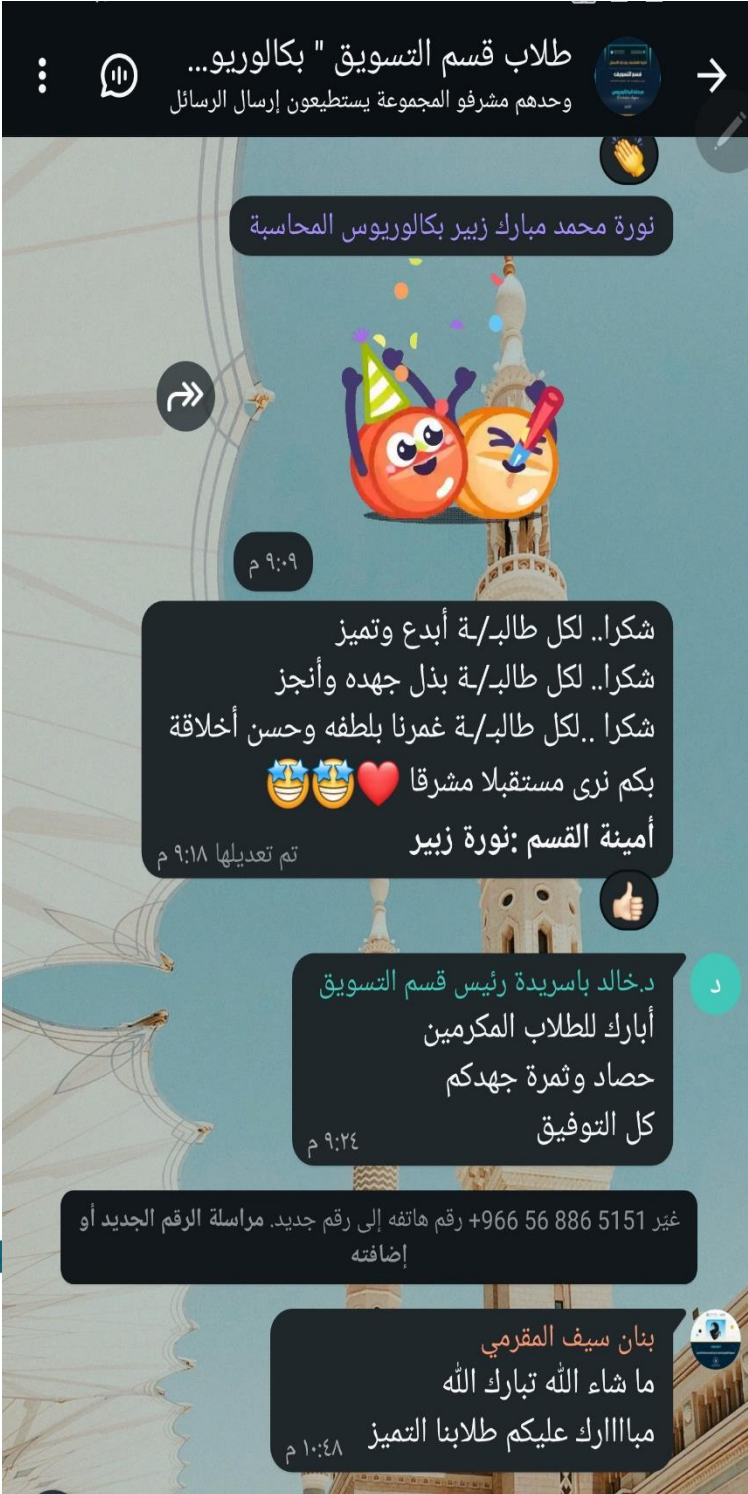 طلاب قسم التسويق " بكالوريو...
وحدهم مشرفو المجموعة يستطيعون إرسال الرسائل
نورة محمد مبارك زبير بكالوريوس المحاسبة
٩:٠٩ م
شكرا.. لكل طالبـ/ـة أبدع وتميز
شكرا.. لكل طالبـ/ـة بذل جهده وأنجز
شكرا ..لكل طالبـ/ـة غمرنا بلطفه وحسن أخلاقة
بكم نرى مستقبلا مشرقا ❤️🤩🤩
أمينة القسم :نورة زبير
تم تعديلها ٩:١٨ م
د
د.خالد باسريدة رئيس قسم التسويق
أبارك للطلاب المكرمين
حصاد وثمرة جهدكم
كل التوفيق
٩:٢٤ م
غيّر 5151 886 56 966+ رقم هاتفه إلى رقم جديد. مراسلة الرقم الجديد أو
إضافته
بنان سيف المقرمي
ما شاء الله تبارك الله
مباااارك عليكم طلابنا التميز
١٠:٤٨ م